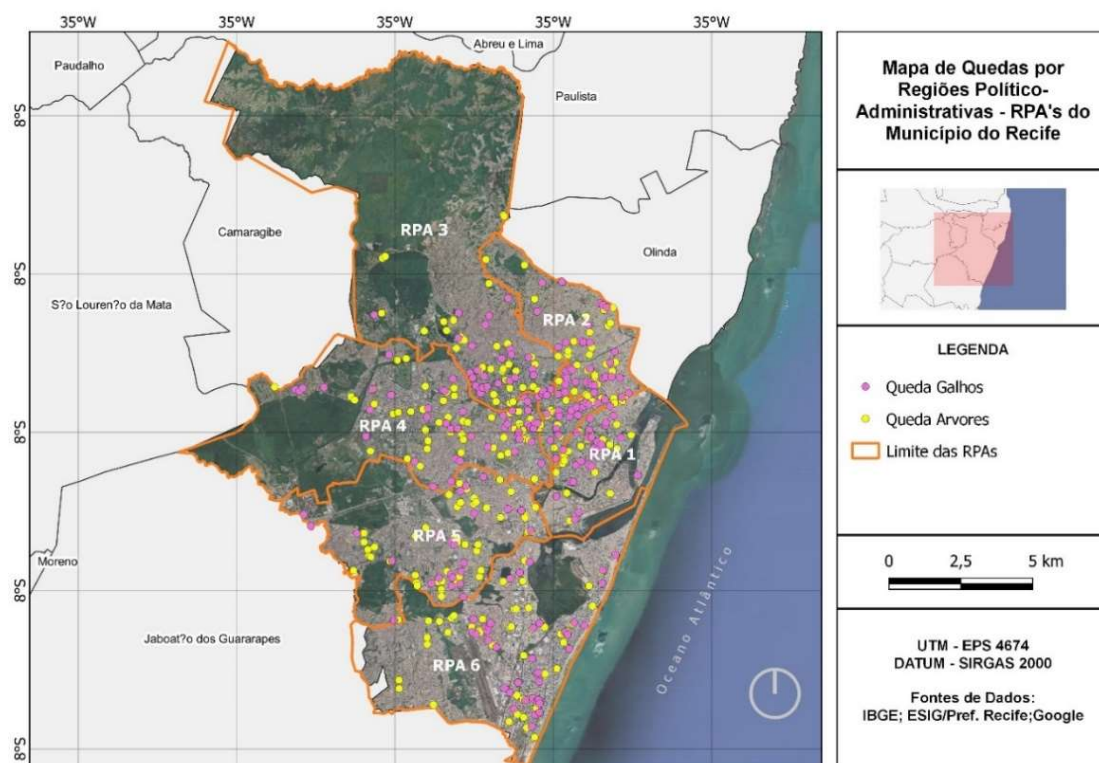 35°W 35°W 35°W 35°W 35°W
Abreu e Lima
Paudalho
Paulista
8°S
Camaragibe
RPA 3
Olinda
8°S
S?o Louren?o da Mata
RPA 2
RPA 4
8°S
RPA 1
RPA 5
Moreno
8°S
Jaboat?o dos Guararapes
RPA 6
Oceano Atlântico
8°S
Mapa de Quedas por
Regiões Político-
Administrativas - RPA's do
Município do Recife
LEGENDA
Queda Galhos
Queda Arvores
Limite das RPAs
0 2,5 5 km
UTM - EPS 4674
DATUM - SIRGAS 2000
Fontes de Dados:
IBGE; ESIG/Pref. Recife;Google